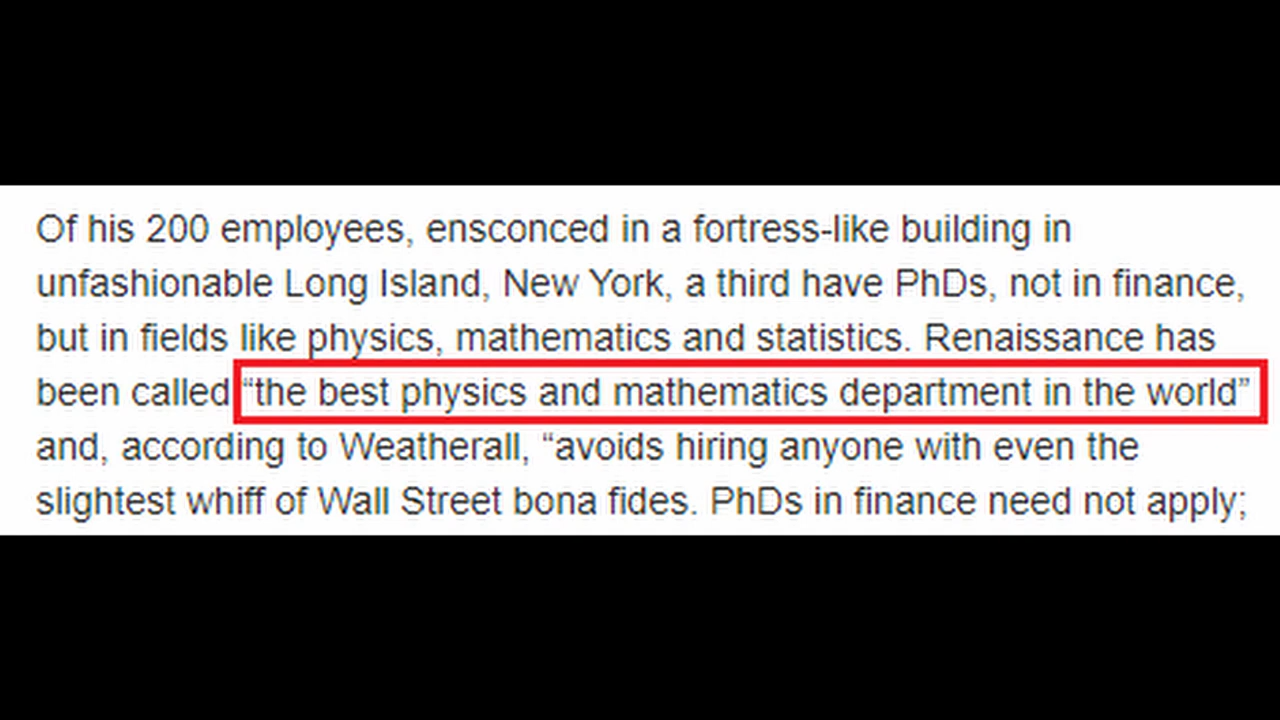 Of his 200 employees, ensconced in a fortress-like building in
unfashionable Long Island, New York, a third have PhDs, not in finance,
but in fields like physics, mathematics and statistics. Renaissance has
been called “the best physics and mathematics department in the world”
and, according to Weatherall, “avoids hiring anyone with even the
slightest whiff of Wall Street bona fides. PhDs in finance need not apply;